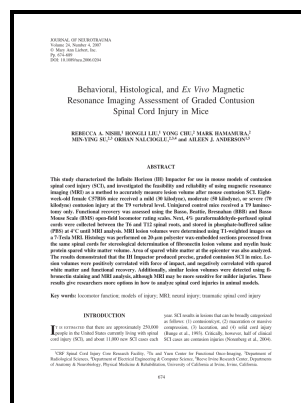 JOURNAL OF NEUROTRAUMA
Volume 24, Number 4, 2007
© Mary Ann Liebert, Inc.
Pp. 674–689
Behavioral, Histological, and Ex Vivo Magnetic
Resonance Imaging Assessment of Graded Contusion
Spinal Cord Injury in Mice
REBECCA A. NISHI, HONGLI LIU, YONG CHU, MARK HAMAMURA,
MIN-YING SU, ORHAN NALCIOGLU, and AILEEN J. ANDERSON
ABSTRACT
This study characterized the Infinite Horizon (IH) Impactor for use in mouse models of contusion
spinal cord injury (SCI), and investigated the feasibility and reliability of using magnetic resonance
imaging (MRI) as a method to accurately measure lesion volume after mouse contusion SCI. Eight-
week-old female C57Bl/6 mice received a mild (30 kilodyne), moderate (50 kilodyne), or severe (70
kilodyne) contusion injury at the T9 vertebral level. Uninjured control mice received a T9 laminec-
tomy only. Functional recovery was assessed using the Basso, Beattie, Bresnahan (BBB) and Basso
Mouse Scale (BMS) open-field locomotor rating scales. Next, 4% paraformaldehyde-perfused spinal
cords were collected between the T6 and T12 spinal roots, and stored in phosphate-buffered saline
(PBS) at 4°C until MRI analysis. MRI lesion volumes were determined using T1-weighted images on
a 7-Tesla MRI. Histology was performed on 20-μm polyester wax-embedded sections processed from
the same spinal cords for stereological determination of fibronectin lesion volume and myelin basic
protein spared white matter volume. Area of spared white matter at the epicenter was also analyzed.
The results demonstrated that the IH Impactor produced precise, graded contusion SCI in mice. Le-
sion volumes were positively correlated with force of impact, and negatively correlated with spared
white matter and functional recovery. Additionally, similar lesion volumes were detected using fi-
bronectin staining and MRI analysis, although MRI may be more sensitive for milder injuries. These
results give researchers more options in how to analyze spinal cord injuries in animal models.
Key words: locomotor function; models of injury; MRI; neural injury; traumatic spinal cord injury
INTRODUCTION
IT IS ESTIMATED that there are approximately 250,000
people in the United States currently living with spinal
cord injury (SCI), and about 11,000 new SCI cases each
year. SCI results in lesions that can be broadly categorized
as follows: (1) contusion/cyst, (2) maceration or massive
compression, (3) laceration, and (4) solid cord injury
(Bunge et al., 1993). Critically, however, half of clinical
SCI cases are contusion injuries (Norenberg et al., 2004).
674